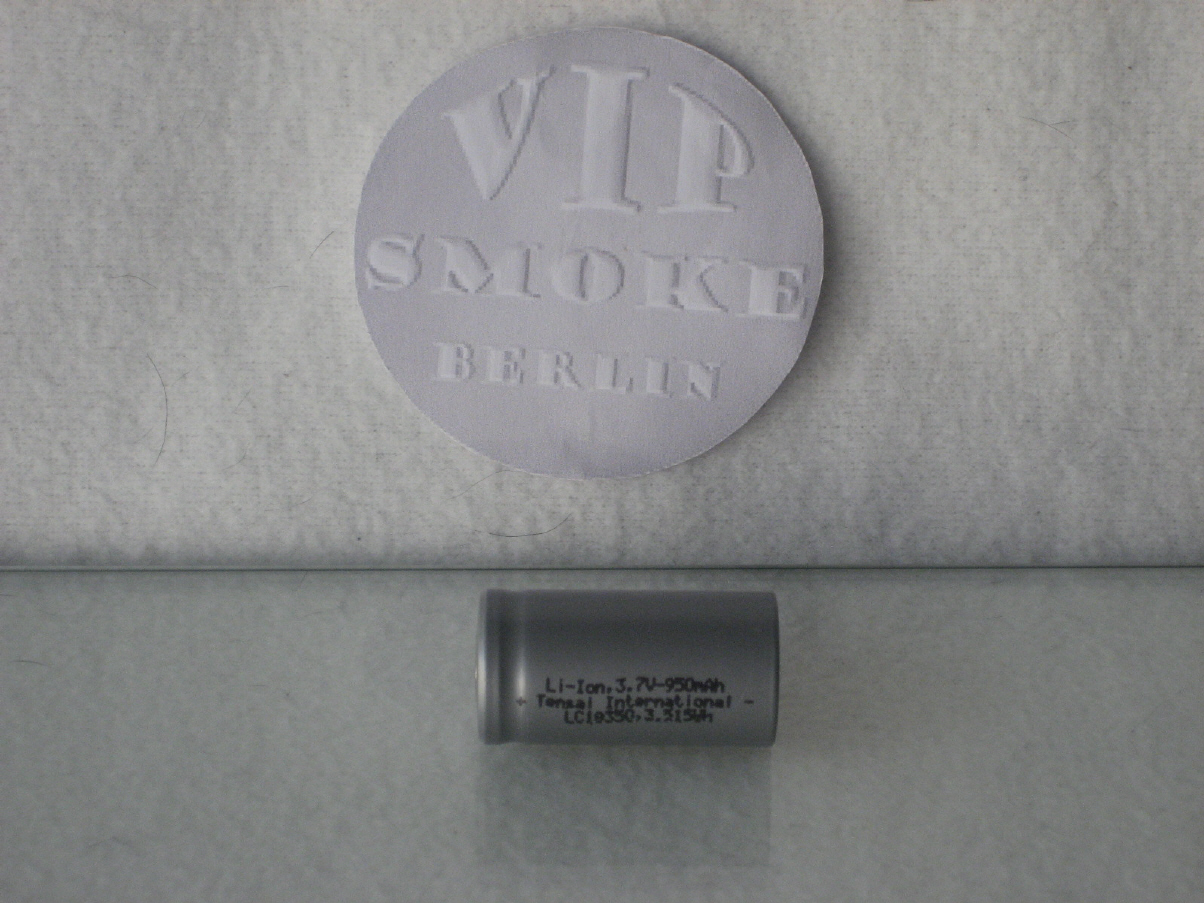 VIP
SMOKE
BERLIN
Li-Ion,3.7V-950mAh
+ Tensai International -
LC18350,3.515Wh